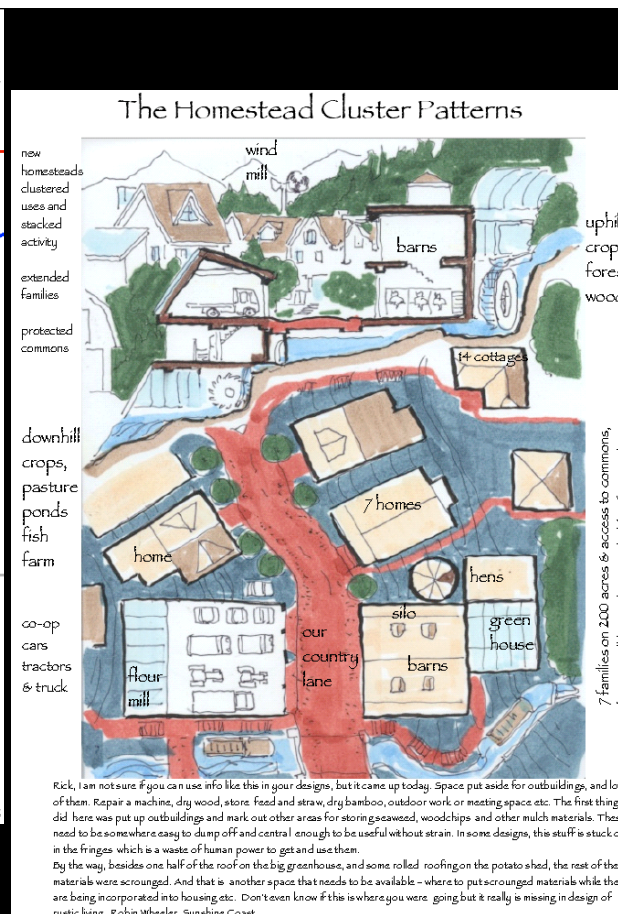 The Homestead Cluster Patterns
new
homesteads
clustered
uses and
stacked
activity
extended
families
protected
commons
downhill
crops,
pasture
ponds
fish
farm
co-op
cars
tractors
& truck
wind
mill
barns
14 cottages
7 homes
home
hens
silo
green
house
our
country
lane
barns
flour
mill
uphi
crop
fore
wood
7 families on 200 acres & access to commons,
Rick, I am not sure if you can use info like this in your designs, but it came up today. Space put aside for outbuildings, and lo
of them. Repair a machine, dry wood, store feed and straw, dry bamboo, outdoor work or meeting space etc. The first thing
did here was put up outbuildings and mark out other areas for storing seaweed, woodchips and other mulch materials. Thes
need to be somewhere easy to dump off and central enough to be useful without strain. In some designs, this stuff is stuck o
in the fringes which is a waste of human power to get and use them.
By the way, besides one half of the roof on the big greenhouse, and some rolled roofing on the potato shed, the rest of the
materials were scrounged. And that is another space that needs to be available – where to put scrounged materials while the
are being incorporated into housing etc. Don't even know if this is where you were going but it really is missing in design of
rustic living. Robin Wheeler, Sunshine Coast